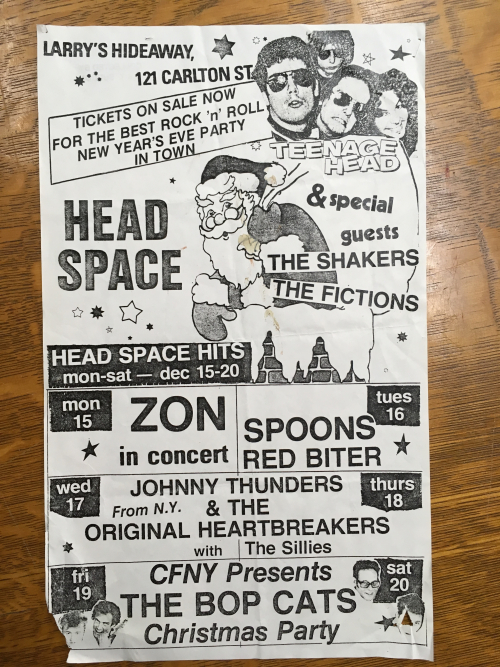 LARRY'S HIDEAWAY,
121 CARLTON ST.
TICKETS ON SALE NOW
FOR THE BEST ROCK 'n' ROLL
NEW YEAR'S EVE PARTY
IN TOWN
TEENAGE
HEAD
& special
guests
THE SHAKERS
THE FICTIONS
HEAD
SPACE
HEAD SPACE HITS
mon-sat — dec 15-20
mon
15
ZON
in concert
tues
16
SPOONS
RED BITER
wed
17
thurs
18
JOHNNY THUNDERS
From N.Y. & THE
ORIGINAL HEARTBREAKERS
with The Sillies
fri
19
sat
20
CFNY Presents
THE BOP CATS
Christmas Party